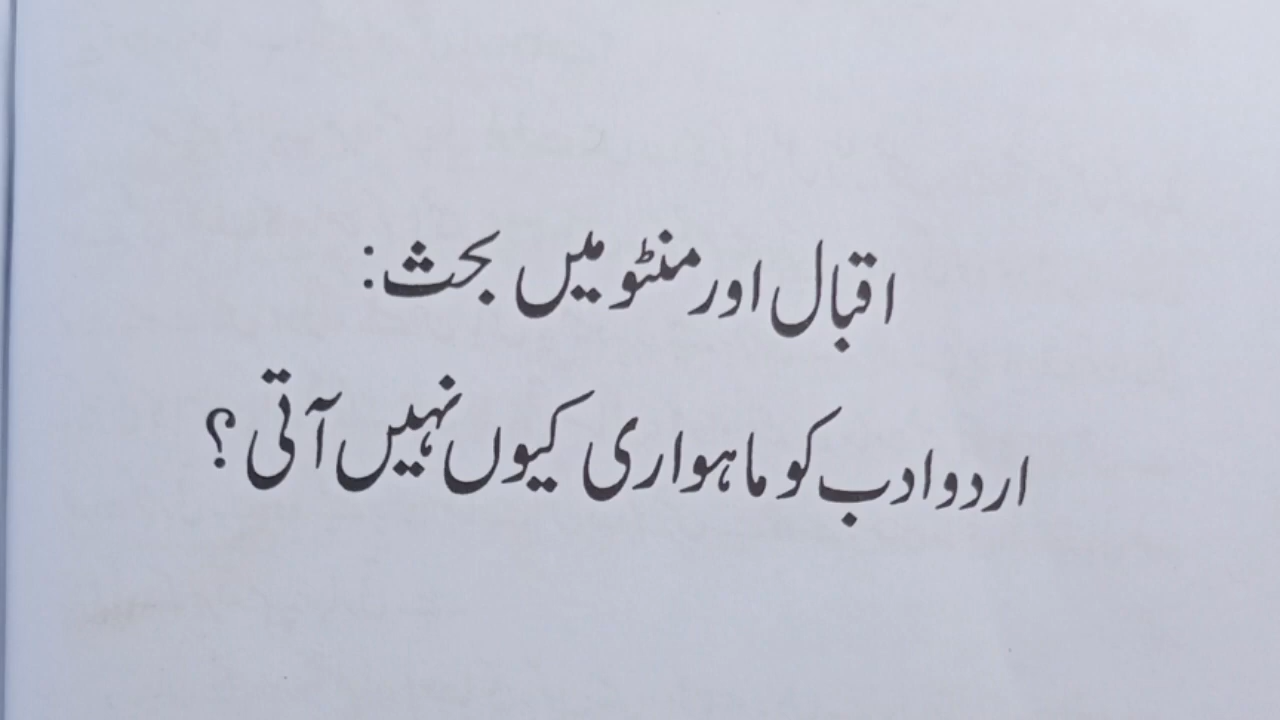 اقبال اور منٹو میں بحث:
اردو ادب کو ماہواری کیوں نہیں آتی؟